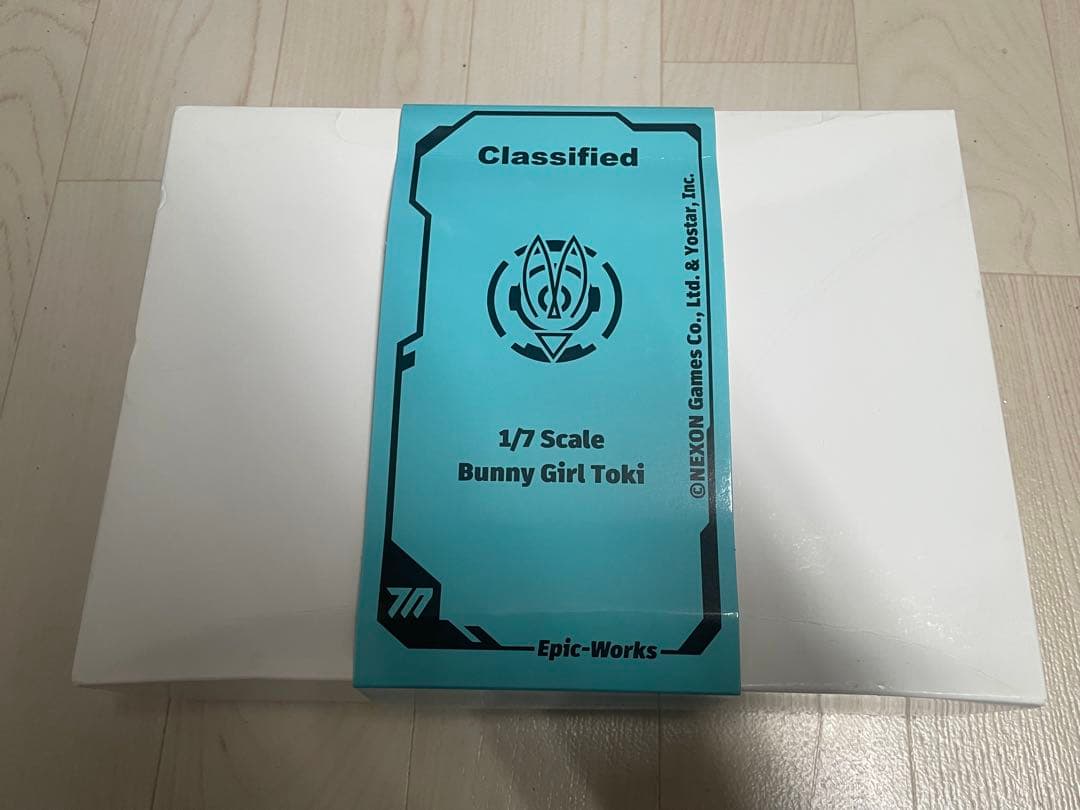 Classified
©NEXON Games Co., Ltd. & Yostar, Inc.
1/7 Scale
Bunny Girl Toki
Epic-Works